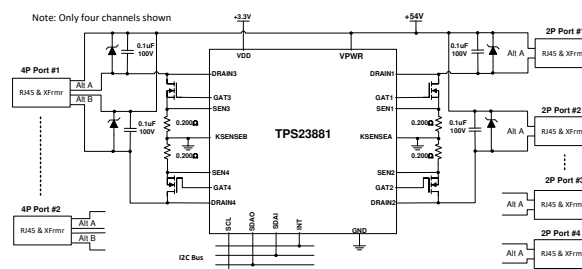 Note: Only four channels shown
+3.3V
+54V
VDD
VPWR
4P Port #1
RJ45 & XFrmr
Alt A
Alt B
0.1uF
100V
0.1uF
100V
DRAIN3
GAT3
SEN3
0.200Ω
KSENSEB
0.200Ω
SEN4
GAT4
DRAIN4
TPS23881
DRAIN1
GAT1
SEN1
0.200Ω
KSENSEA
0.200Ω
SEN2
GAT2
DRAIN2
0.1uF
100V
0.1uF
100V
2P Port #1
Alt A
RJ45 & XFrmr
2P Port #2
Alt A
RJ45 & XFrmr
2P Port #3
Alt A
RJ45 & XFrmr
2P Port #4
Alt A
RJ45 & XFrmr
4P Port #2
RJ45 & XFrmr
Alt A
Alt B
SCL
SDAO
SDAI
INT
GND
I2C Bus